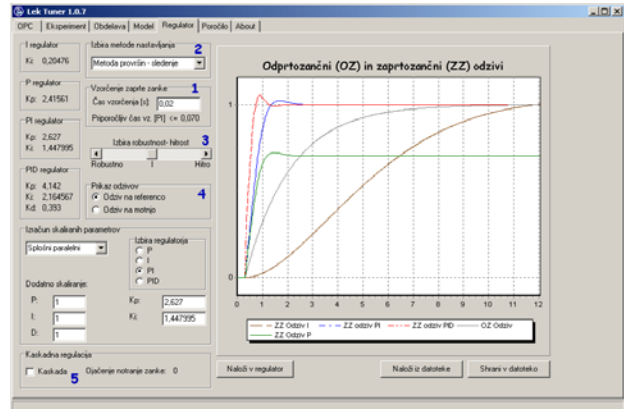 Lek Tuner 1.0.7
OPC Eksperiment Obdelava Model Regulator Poročilo About
I regulator
Ki: 0,20476
P regulator
Kp: 2,41561
PI regulator
Kp: 2,627
Ki: 1,447995
PID regulator
Kp: 4,142
Ki: 2,164567
Kd: 0,393
Izbira metode nastavljanja
2
Metoda površin - sledenje
Vzorčenje zaprte zanke
1
Čas vzorčenja [s]: 0,02
Priporočljiv čas vz. [PI] <= 0,070
Izbira robustnost- hitrost
3
Robustno I Hitro
Prikaz odzivov
4
Odziv na referenco
Odziv na motnjo
Izračun skaliranih parametrov
Splošni paralelni
Izbira regulatorja
P
I
PI
PID
Dodatno skaliranje:
P: 1
I: 1
D: 1
Kp: 2,627
Ki: 1,447995
Kaskadna regulacija
Kaskada
5
Ojačenje notranje zanke: 0
Odprtozančni (OZ) in zaprtozančni (ZZ) odzivi
1
0
0 1 2 3 4 5 6 7 8 9 10 11 12
ZZ Odziv I ZZ odziv PI ZZ odziv PID OZ Odziv
ZZ Odziv P
Naloži v regulator
Naloži iz datoteke
Shrani v datoteko